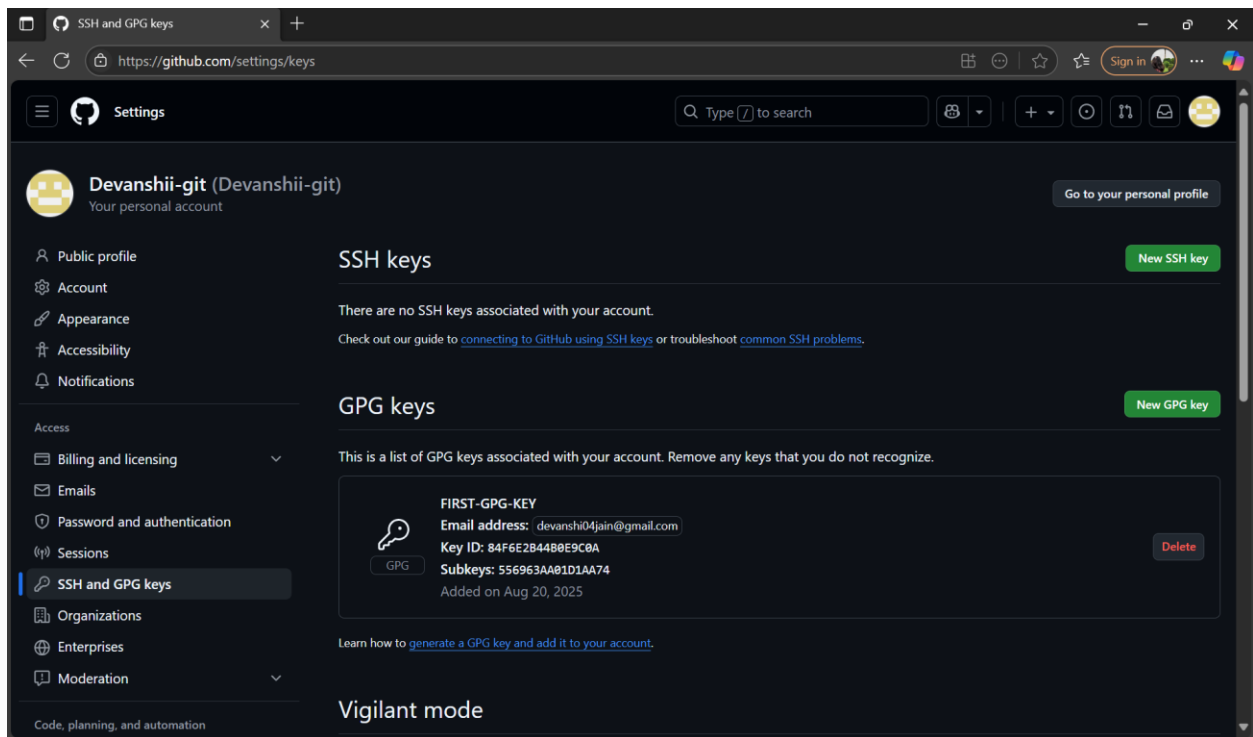 SSH and GPG keys
https://github.com/settings/keys
Sign in
Settings
Type / to search
Devanshii-git (Devanshii-git)
Your personal account
Go to your personal profile
Public profile
Account
Appearance
Accessibility
Notifications
Access
Billing and licensing
Emails
Password and authentication
Sessions
SSH and GPG keys
Organizations
Enterprises
Moderation
Code, planning, and automation
SSH keys
New SSH key
There are no SSH keys associated with your account.
Check out our guide to connecting to GitHub using SSH keys or troubleshoot common SSH problems.
GPG keys
New GPG key
This is a list of GPG keys associated with your account. Remove any keys that you do not recognize.
GPG
FIRST-GPG-KEY
Email address: devanshi04jain@gmail.com
Key ID: 84F6E2B44B0E9C0A
Subkeys: 556963AA01D1AA74
Added on Aug 20, 2025
Delete
Learn how to generate a GPG key and add it to your account.
Vigilant mode